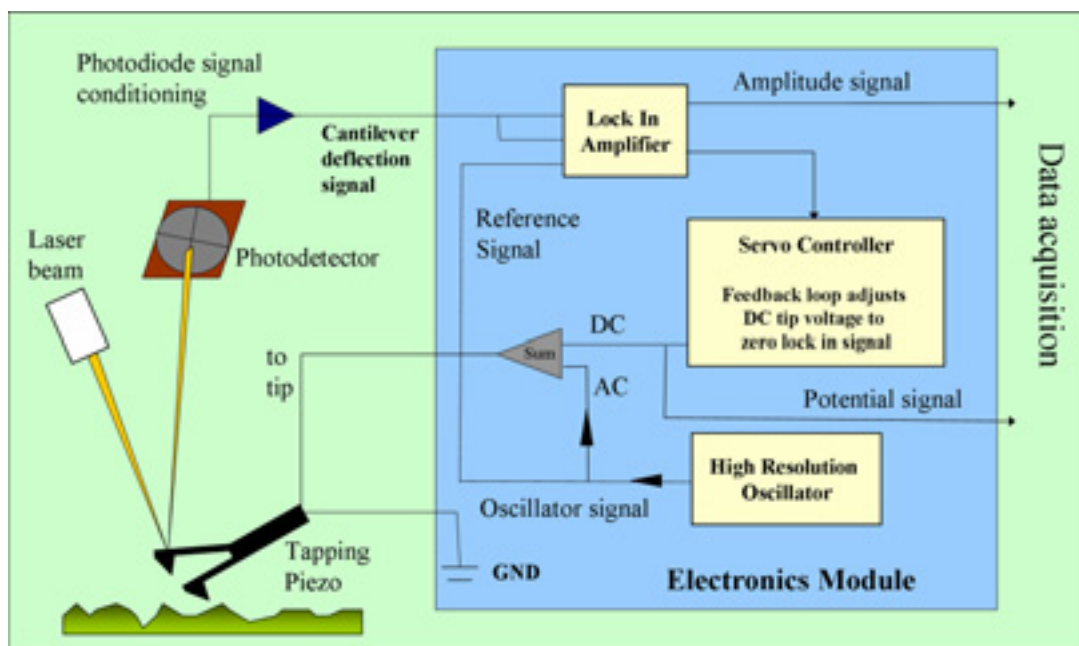 Photodiode signal
conditioning
Cantilever
deflection
signal
Lock In
Amplifier
Amplitude signal
Data acquisition
Laser
beam
Photodetector
Reference
Signal
Servo Controller
Feedback loop adjusts
DC tip voltage to
zero lock in signal
DC
Sum
AC
to
tip
Potential signal
High Resolution
Oscillator
Oscillator signal
Tapping
Piezo
GND
Electronics Module